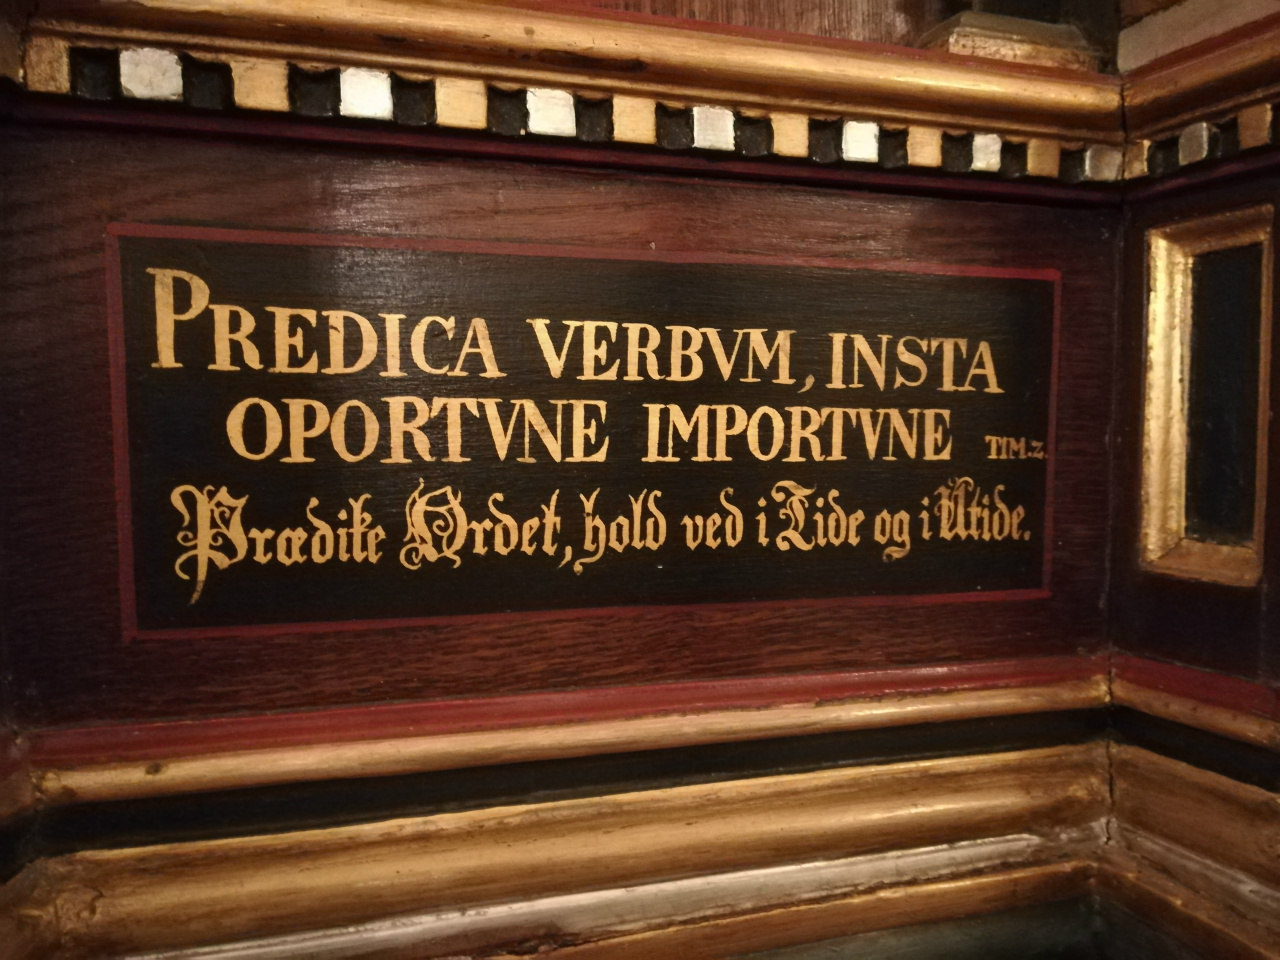 PREDICA VERBVM, INSTA
OPORTVNE IMPORTVNE TIM.2.
Prædike Ordet, hold ved i Tide og i Utide.